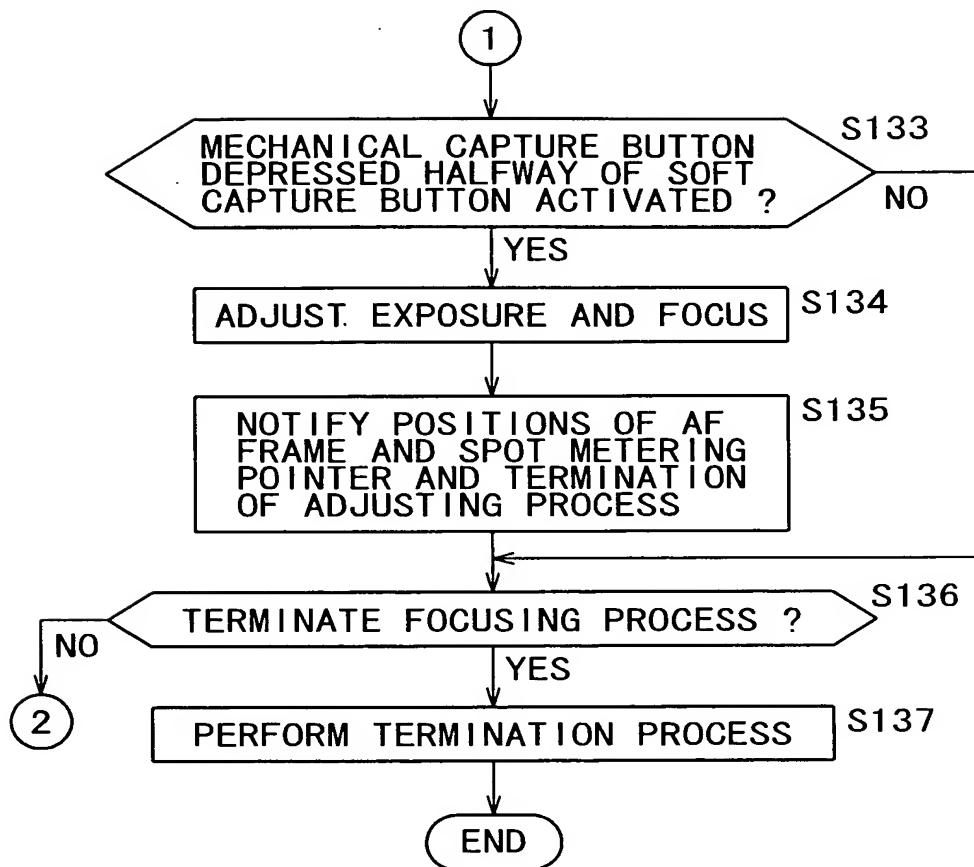 1
S133
MECHANICAL CAPTURE BUTTON
DEPRESSED HALFWAY OF SOFT
CAPTURE BUTTON ACTIVATED ?
NO
YES
ADJUST EXPOSURE AND FOCUS
S134
S135
NOTIFY POSITIONS OF AF
FRAME AND SPOT METERING
POINTER AND TERMINATION
OF ADJUSTING PROCESS
S136
TERMINATE FOCUSING PROCESS ?
NO
YES
2
PERFORM TERMINATION PROCESS
S137
END